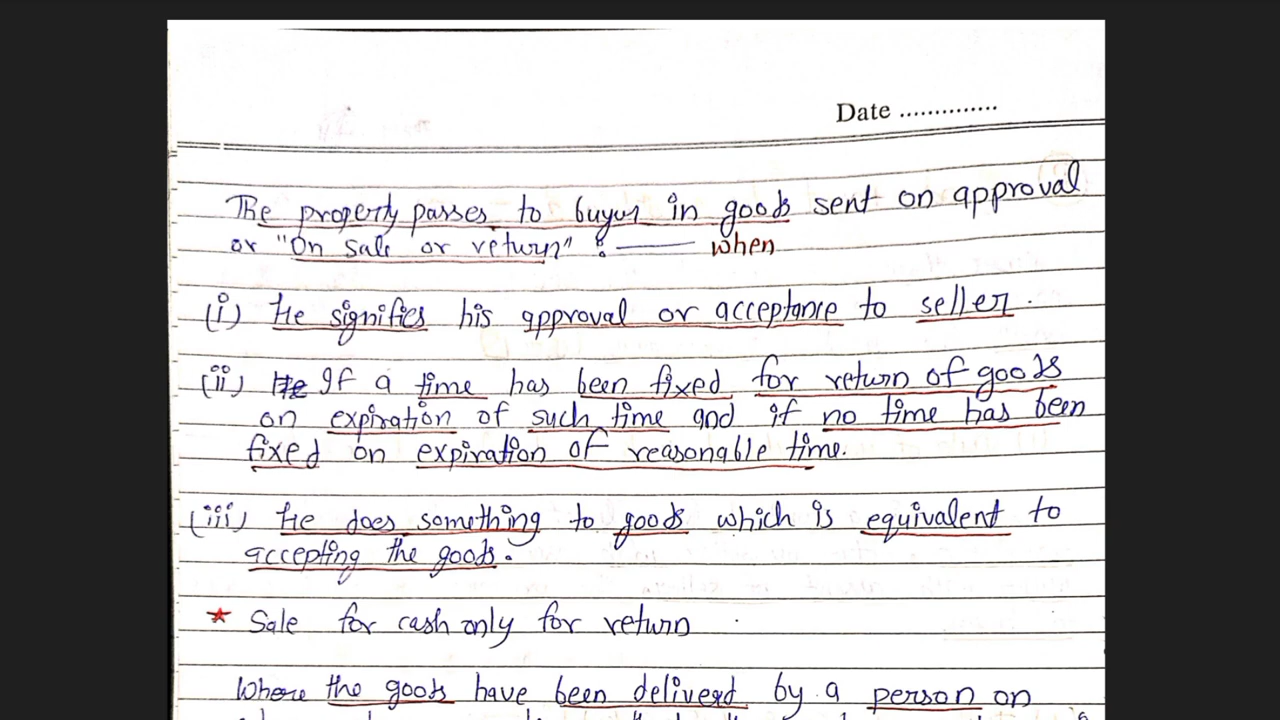 Date ..............
The property passes to buyer in goods sent on approval
or "On sale or return" : —— when
(i) He signifies his approval or acceptance to seller.
(ii) If a time has been fixed for return of goods
on expiration of such time and if no time has been
fixed on expiration of reasonable time.
(iii) He does something to goods which is equivalent to
accepting the goods.
* Sale for cash only for return
Where the goods have been deliverd by a person on